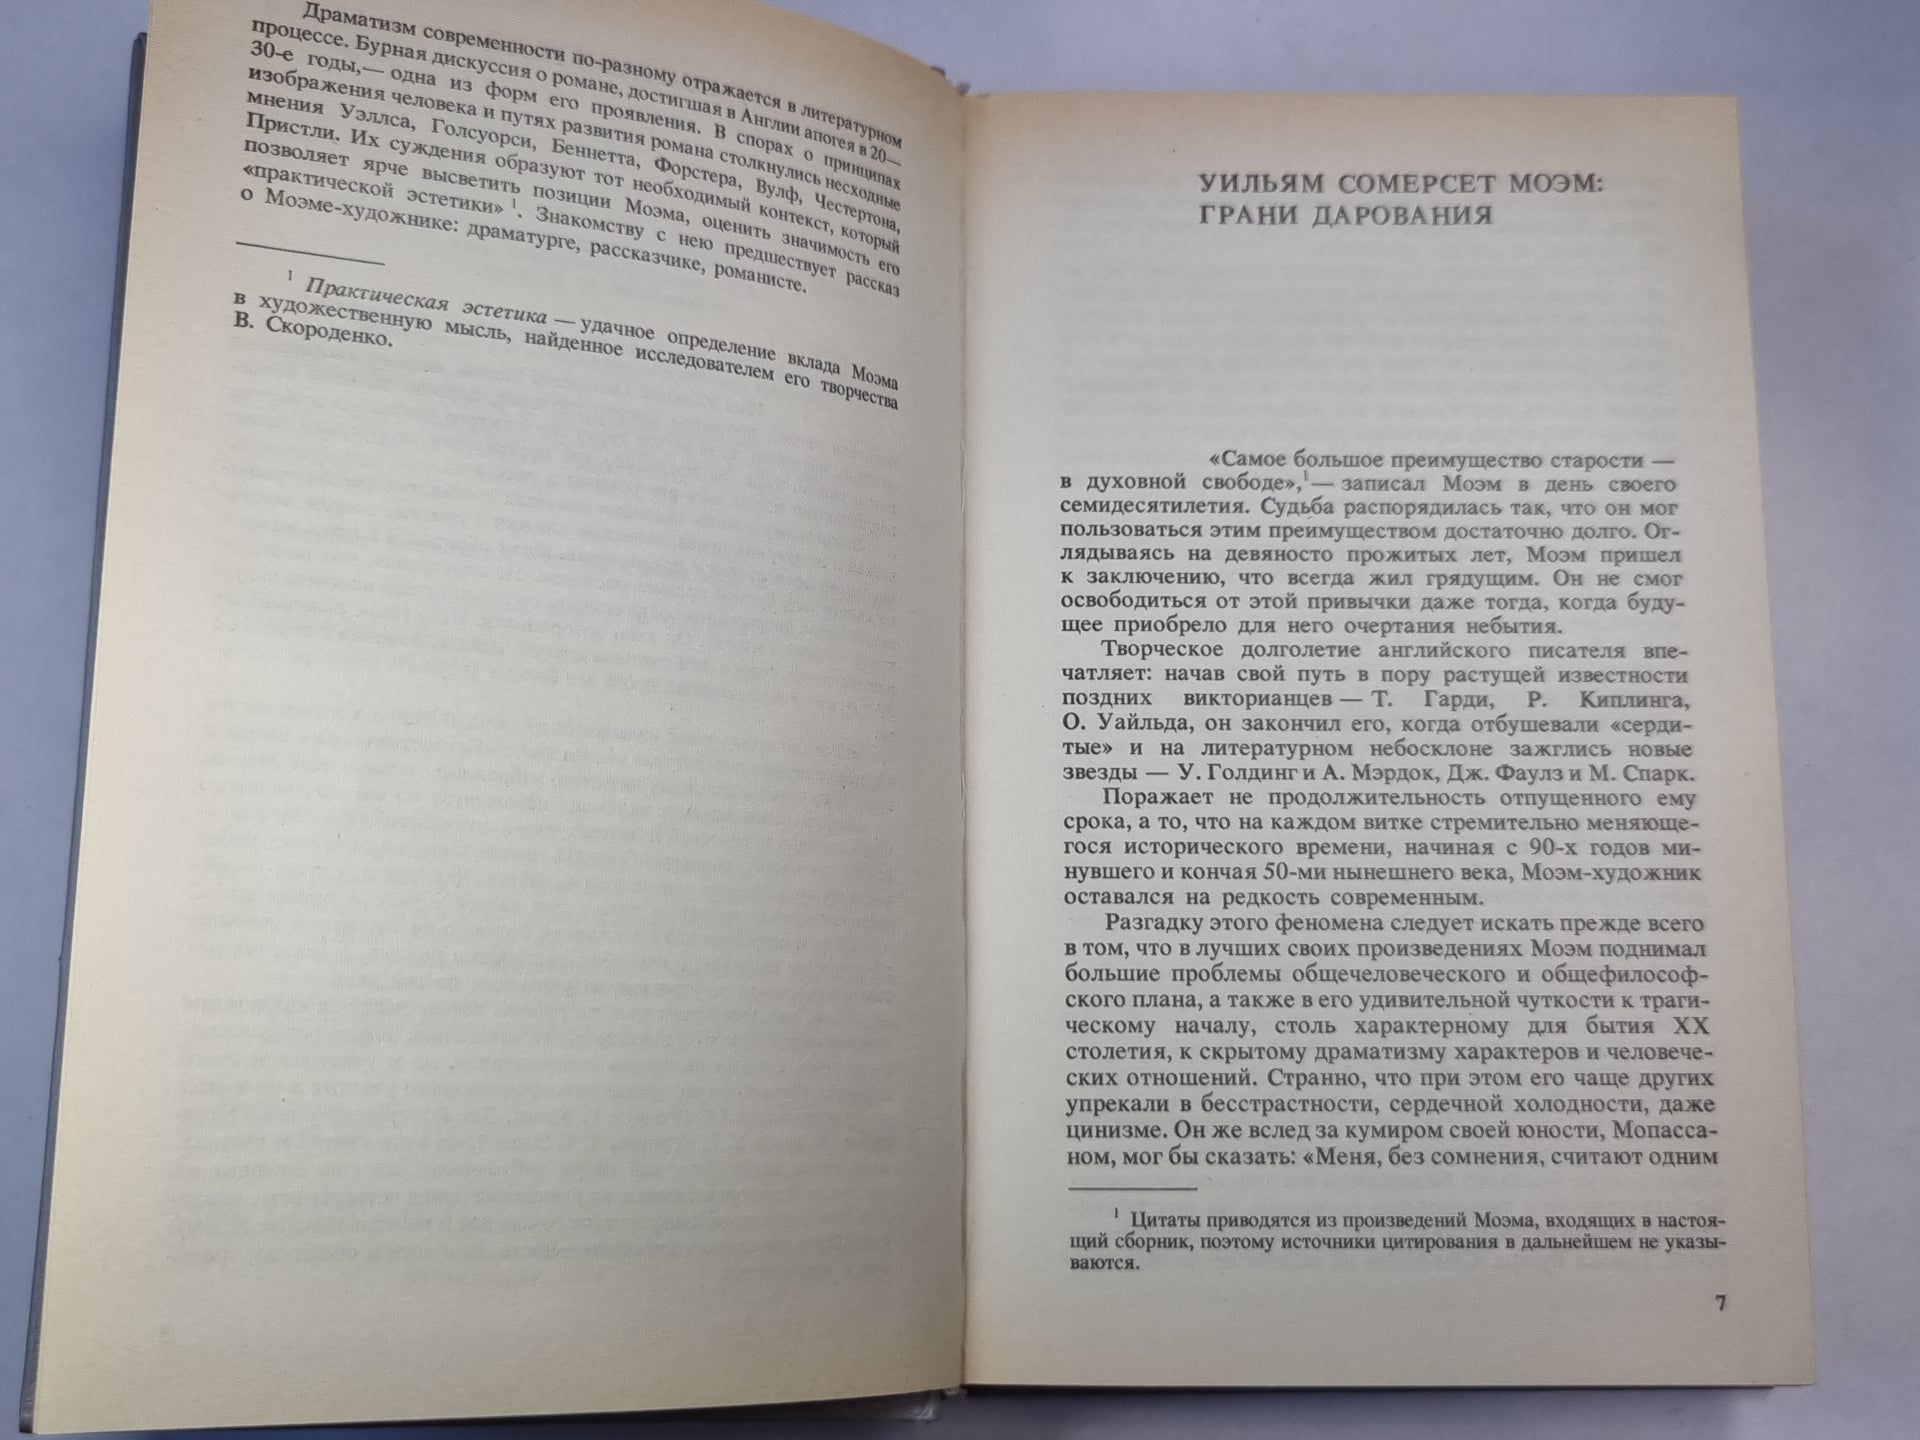 Драматизм современности по-разному отражается в литературном
процессе. Бурная дискуссия о романе, достигшая в Англии апогея в 20—
30-е годы,— одна из форм его проявления. В спорах о принципах
изображения человека и путях развития романа столкнулись несходные
мнения Уэллса, Голсуорси, Беннетта, Форстера, Вулф, Честертона,
Пристли. Их суждения образуют тот необходимый контекст, который
позволяет ярче высветить позиции Моэма, оценить значимость его
«практической эстетики» 1. Знакомству с нею предшествует рассказ
о Моэме-художнике: драматурге, рассказчике, романисте.
1 Практическая эстетика — удачное определение вклада Моэма
в художественную мысль, найденное исследователем его творчества
В. Скороденко.
УИЛЬЯМ СОМЕРСЕТ МОЭМ:
ГРАНИ ДАРОВАНИЯ
«Самое большое преимущество старости —
в духовной свободе»,1— записал Моэм в день своего
семидесятилетия. Судьба распорядилась так, что он мог
пользоваться этим преимуществом достаточно долго. Ог-
лядываясь на девяносто прожитых лет, Моэм пришел
к заключению, что всегда жил грядущим. Он не смог
освободиться от этой привычки даже тогда, когда буду-
щее приобрело для него очертания небытия.
Творческое долголетие английского писателя впе-
чатляет: начав свой путь в пору растущей известности
поздних викторианцев — Т. Гарди, Р. Киплинга,
О. Уайльда, он закончил его, когда отбушевали «серди-
тые» и на литературном небосклоне зажглись новые
звезды — У. Голдинг и А. Мэрдок, Дж. Фаулз и М. Спарк.
Поражает не продолжительность отпущенного ему
срока, а то, что на каждом витке стремительно меняюще-
гося исторического времени, начиная с 90-х годов ми-
нувшего и кончая 50-ми нынешнего века, Моэм-художник
оставался на редкость современным.
Разгадку этого феномена следует искать прежде всего
в том, что в лучших своих произведениях Моэм поднимал
большие проблемы общечеловеческого и общефилософ-
ского плана, а также в его удивительной чуткости к траги-
ческому началу, столь характерному для бытия XX
столетия, к скрытому драматизму характеров и человече-
ских отношений. Странно, что при этом его чаще других
упрекали в бесстрастности, сердечной холодности, даже
цинизме. Он же вслед за кумиром своей юности, Мопасса-
ном, мог бы сказать: «Меня, без сомнения, считают одним
1 Цитаты приводятся из произведений Моэма, входящих в настоя-
щий сборник, поэтому источники цитирования в дальнейшем не указы-
ваются.
7